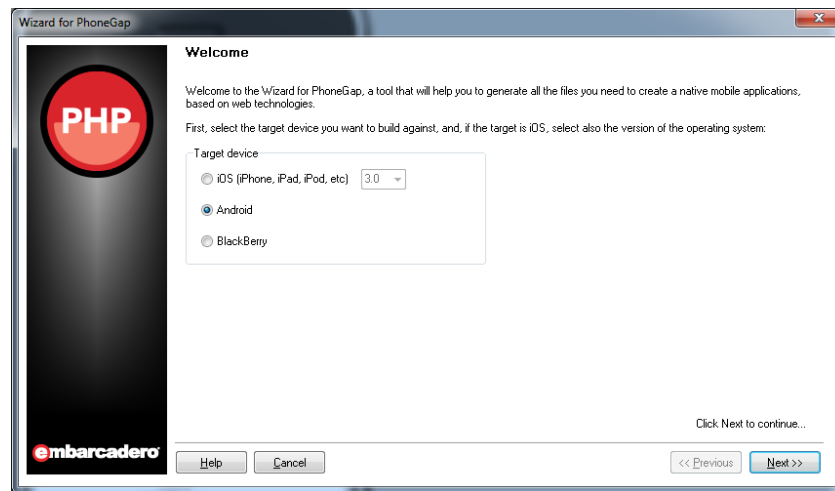 Wizard for PhoneGap
Welcome
PHP
Welcome to the Wizard for PhoneGap, a tool that will help you to generate all the files you need to create a native mobile applications,
based on web technologies.
First, select the target device you want to build against, and, if the target is iOS, select also the version of the operating system:
Target device
iOS (iPhone, iPad, iPod, etc) 3.0
Android
BlackBerry
Click Next to continue...
embarcadero
Help Cancel << Previous Next >>